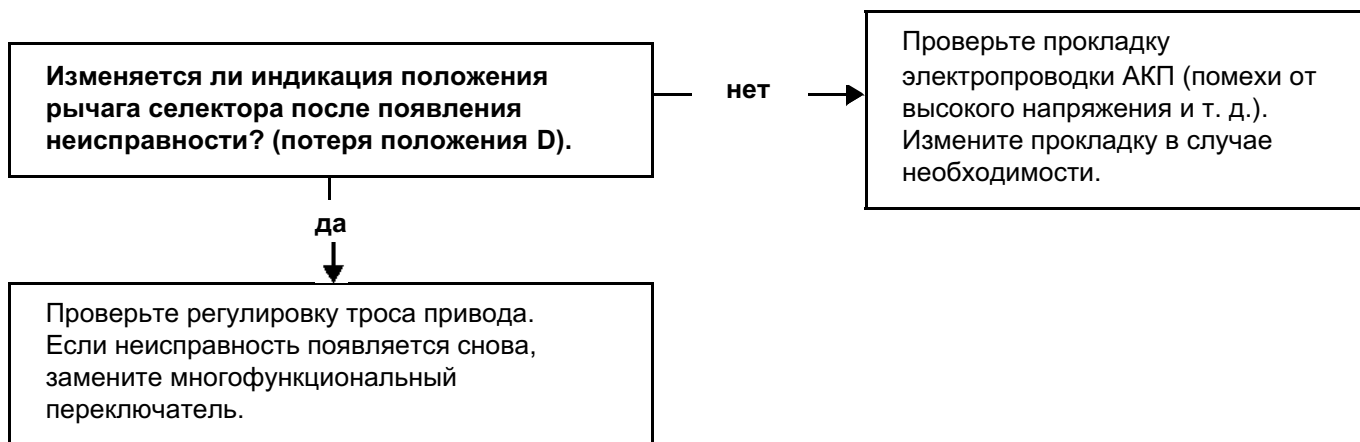 Изменяется ли индикация положения
рычага селектора после появления
неисправности? (потеря положения D).
нет
Проверьте прокладку
электропроводки АКП (помехи от
высокого напряжения и т. д.).
Измените прокладку в случае
необходимости.
да
Проверьте регулировку троса привода.
Если неисправность появляется снова,
замените многофункциональный
переключатель.